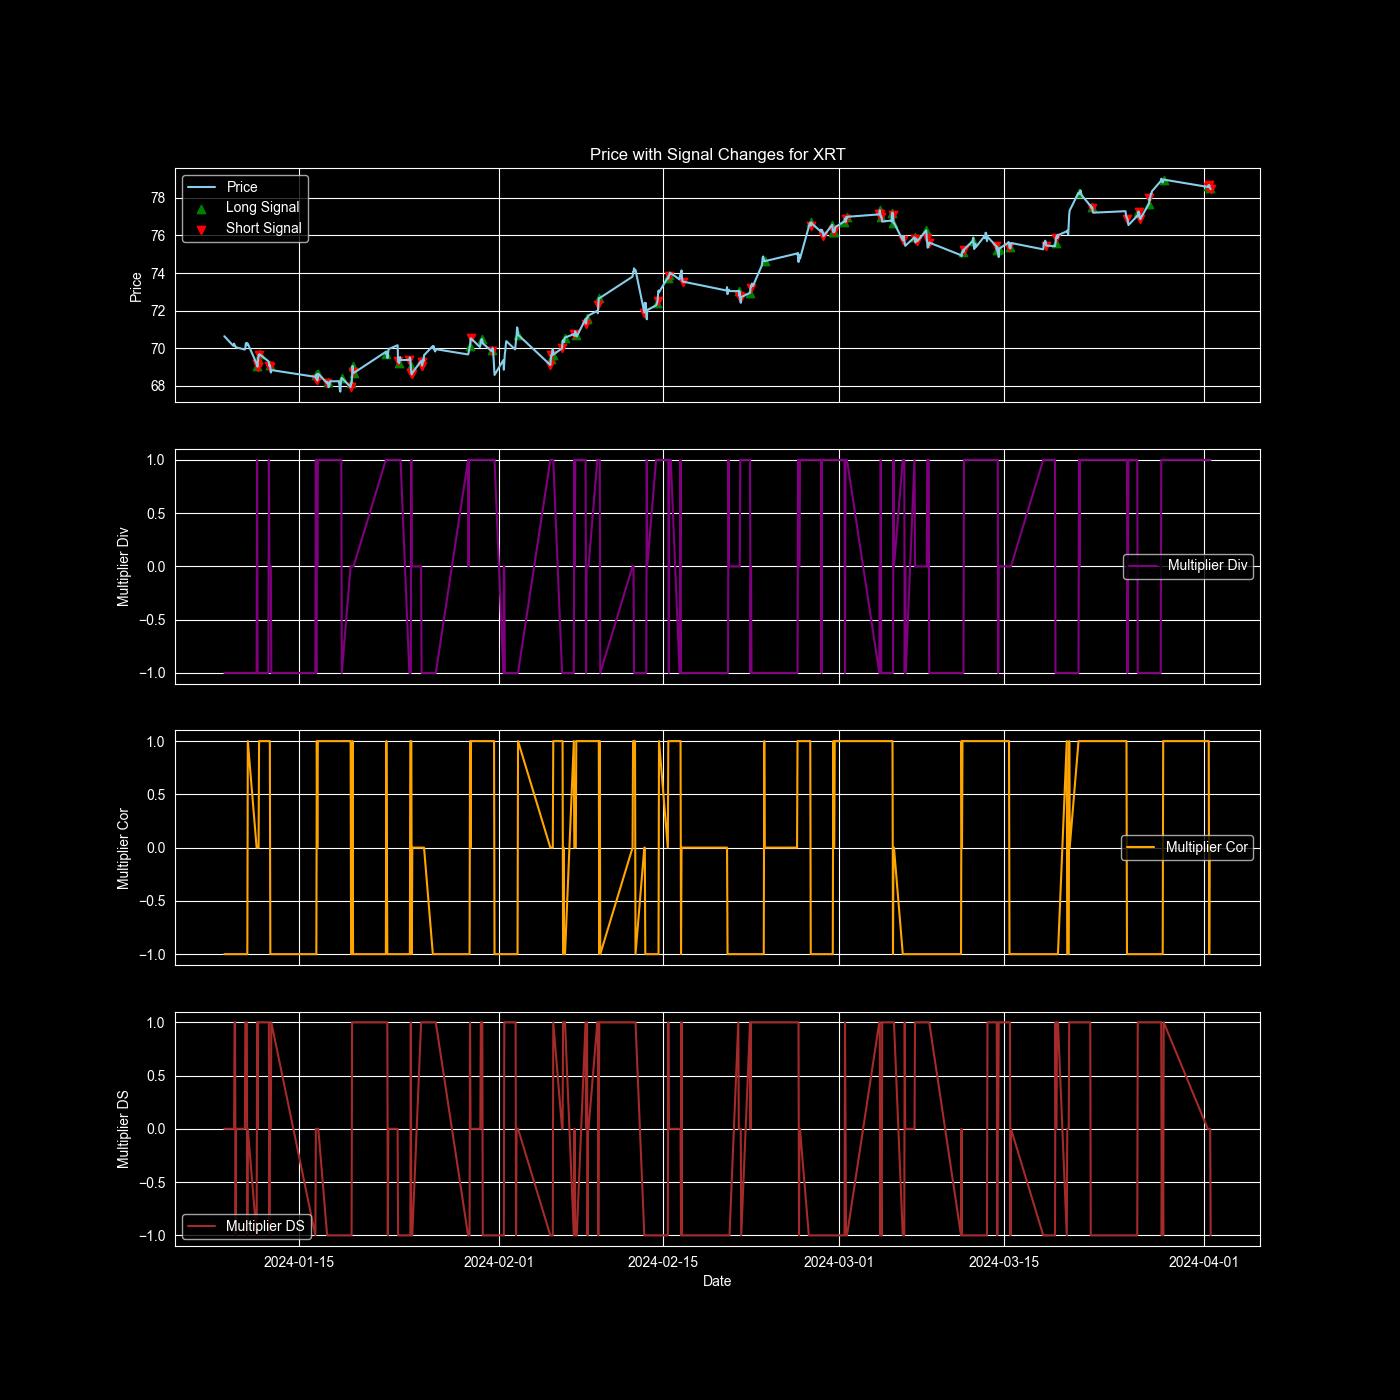 Price with Signal Changes for XRT
Price
Long Signal
Short Signal
78
76
74
72
70
68
Price
1.0
0.5
0.0
−0.5
−1.0
Multiplier Div
Multiplier Div
1.0
0.5
0.0
−0.5
−1.0
Multiplier Cor
Multiplier Cor
1.0
0.5
0.0
−0.5
−1.0
Multiplier DS
Multiplier DS
2024-01-15 2024-02-01 2024-02-15 2024-03-01 2024-03-15 2024-04-01
Date